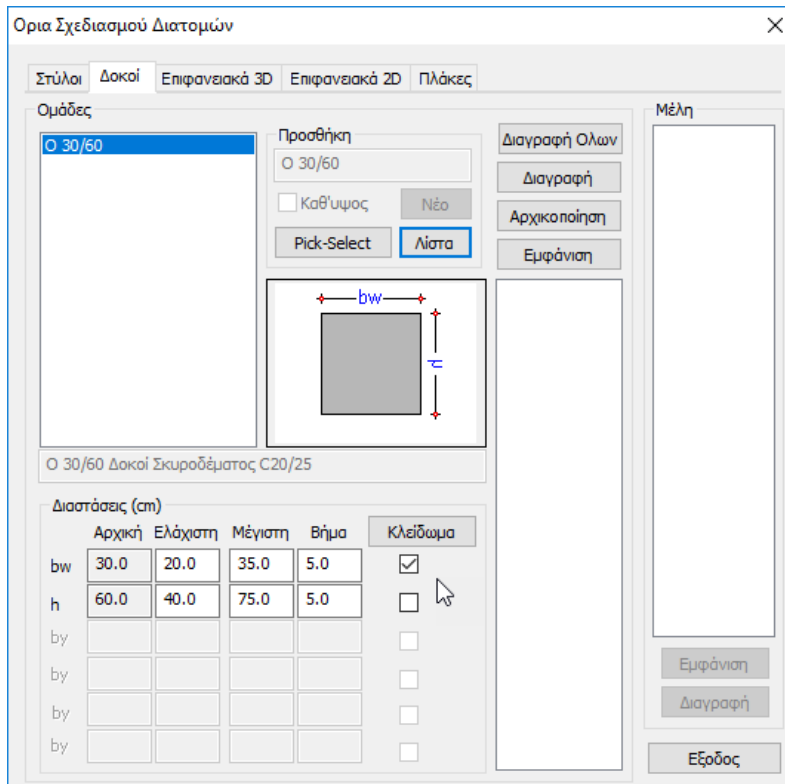 Ορια Σχεδιασμού Διατομών
Στύλοι Δοκοί Επιφανειακά 3D Επιφανειακά 2D Πλάκες
Ομάδες
Ο 30/60
Προσθήκη
Ο 30/60
Καθ'υψος Νέο
Pick-Select Λίστα
Διαγραφή Ολων
Διαγραφή
Αρχικοποίηση
Εμφάνιση
bw
h
Ο 30/60 Δοκοί Σκυροδέματος C20/25
Διαστάσεις (cm)
Αρχική Ελάχιστη Μέγιστη Βήμα Κλείδωμα
bw 30.0 20.0 35.0 5.0
h 60.0 40.0 75.0 5.0
by
by
by
by
Μέλη
Εμφάνιση
Διαγραφή
Εξοδος